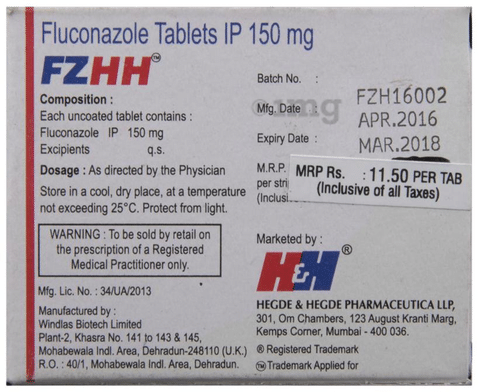 Fluconazole Tablets IP 150 mg
FZHH™
Composition :
Each uncoated tablet contains :
Fluconazole IP 150 mg
Excipients q.s.
Dosage : As directed by the Physician
Store in a cool, dry place, at a temperature
not exceeding 25°C. Protect from light.
WARNING : To be sold by retail on
the prescription of a Registered
Medical Practitioner only.
Mfg. Lic. No. : 34/UA/2013
Manufactured by :
Windlas Biotech Limited
Plant-2, Khasra No. 141 to 143 & 145,
Mohabewala Indl. Area, Dehradun-248110 (U.K.)
R.O. : 40/1, Mohabewala Indl. Area, Dehradun.
Batch No. : FZH16002
Mfg. Date : APR.2016
Expiry Date : MAR.2018
1mg
M.R.P.
per strip
(Inclusi
MRP Rs. : 11.50 PER TAB
(Inclusive of all Taxes)
Marketed by :
H&H®
HEGDE & HEGDE PHARMACEUTICA LLP,
301, Om Chambers, 123 August Kranti Marg,
Kemps Corner, Mumbai - 400 036.
® Registered Trademark
™ Trademark Applied for